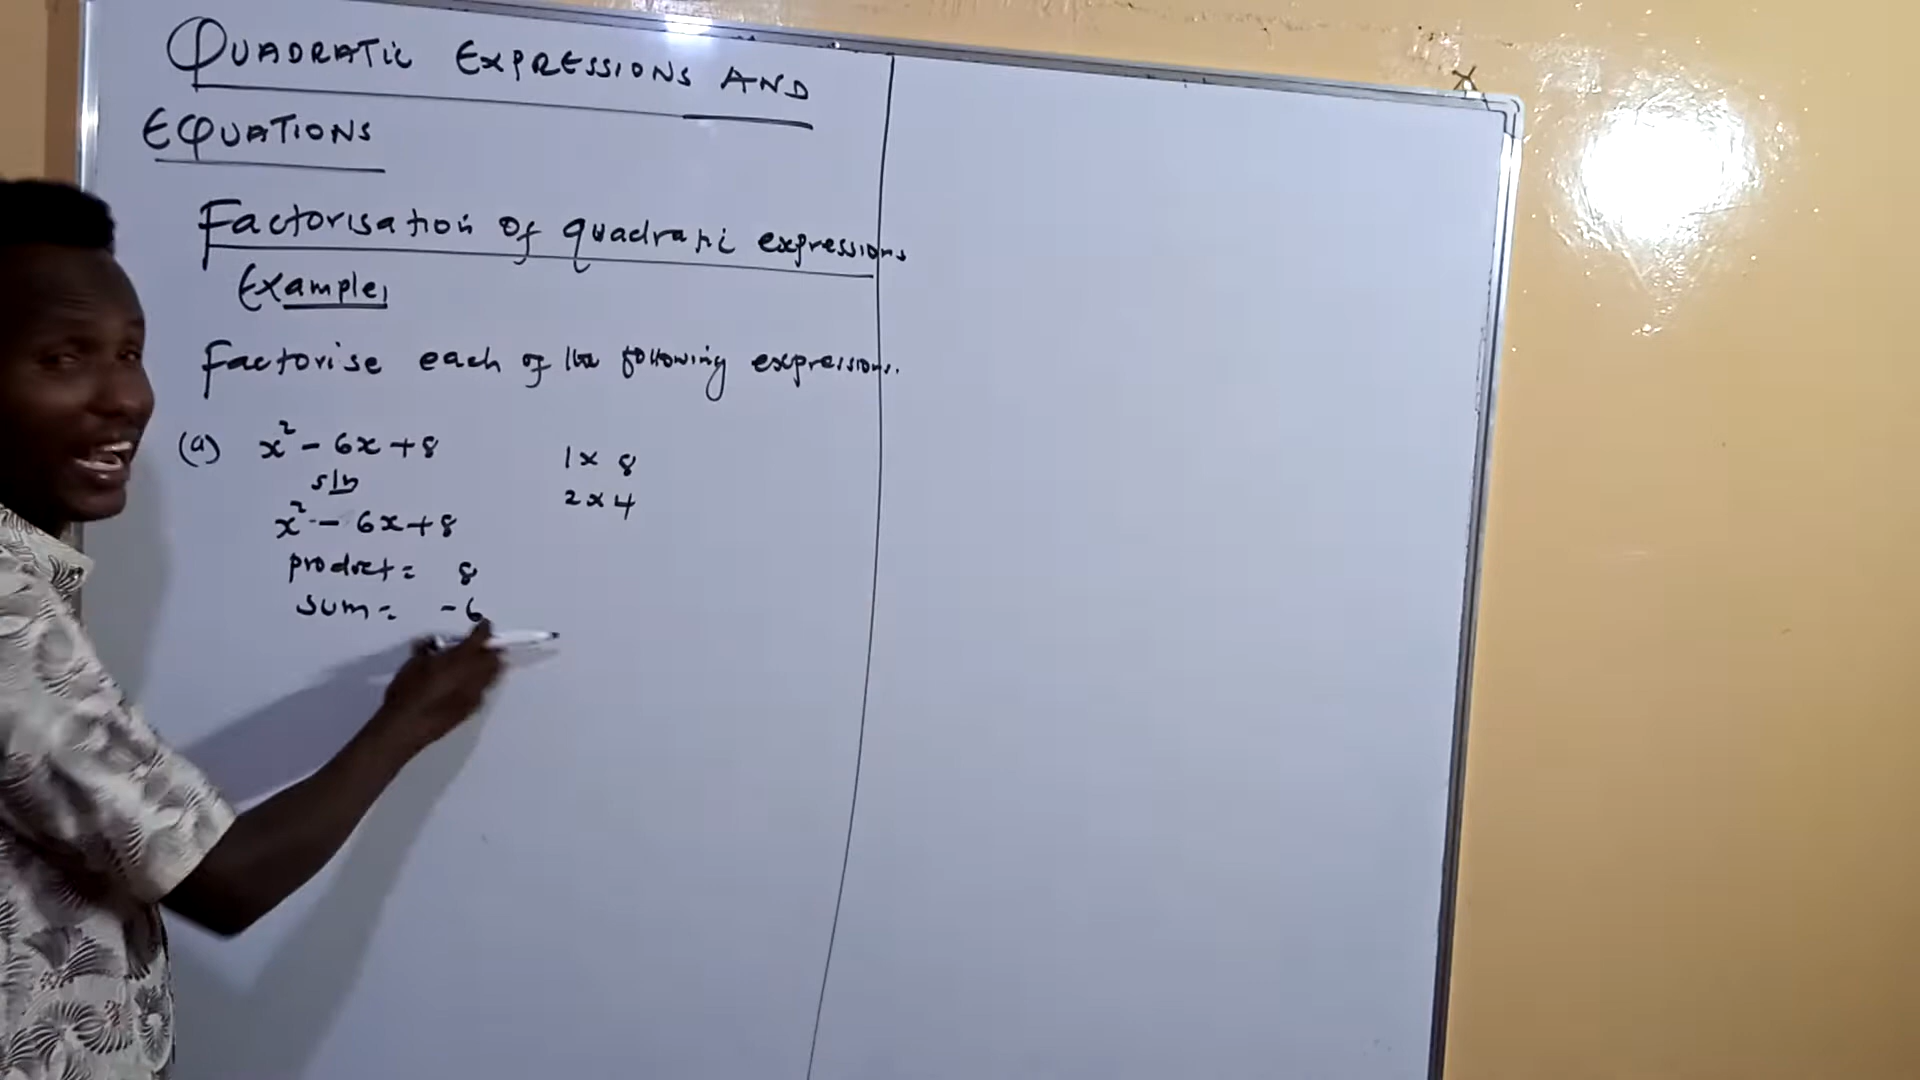 QUADRATIC EXPRESSIONS AND
EQUATIONS
Factorisation of quadratic expressions
Examples
Factorise each of the following expressions.
(a) x² - 6x + 8
sln
x² - 6x + 8
product = 8
sum = -6
1 x 8
2 x 4